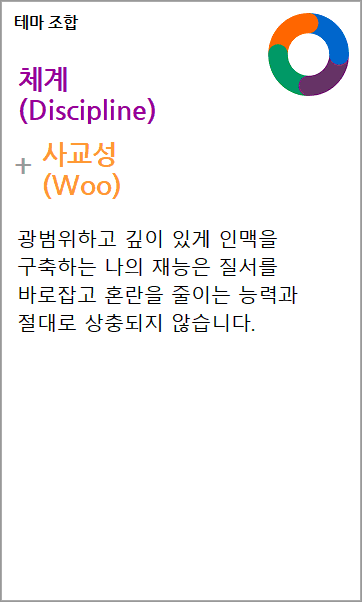 테마 조합
체계
(Discipline)
+ 사교성
(Woo)
광범위하고 깊이 있게 인맥을
구축하는 나의 재능은 질서를
바로잡고 혼란을 줄이는 능력과
절대로 상충되지 않습니다.